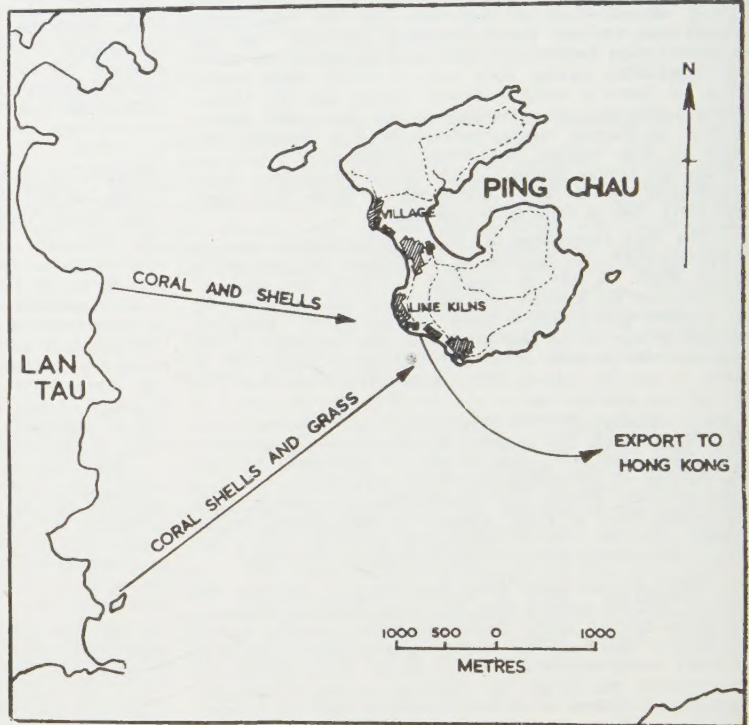 N
PING CHAU
VILLAGE
CORAL AND SHELLS
LIME KILNS
LAN
TAU
CORAL SHELLS AND GRASS
EXPORT TO
HONG KONG
1000 500 0 1000
METRES